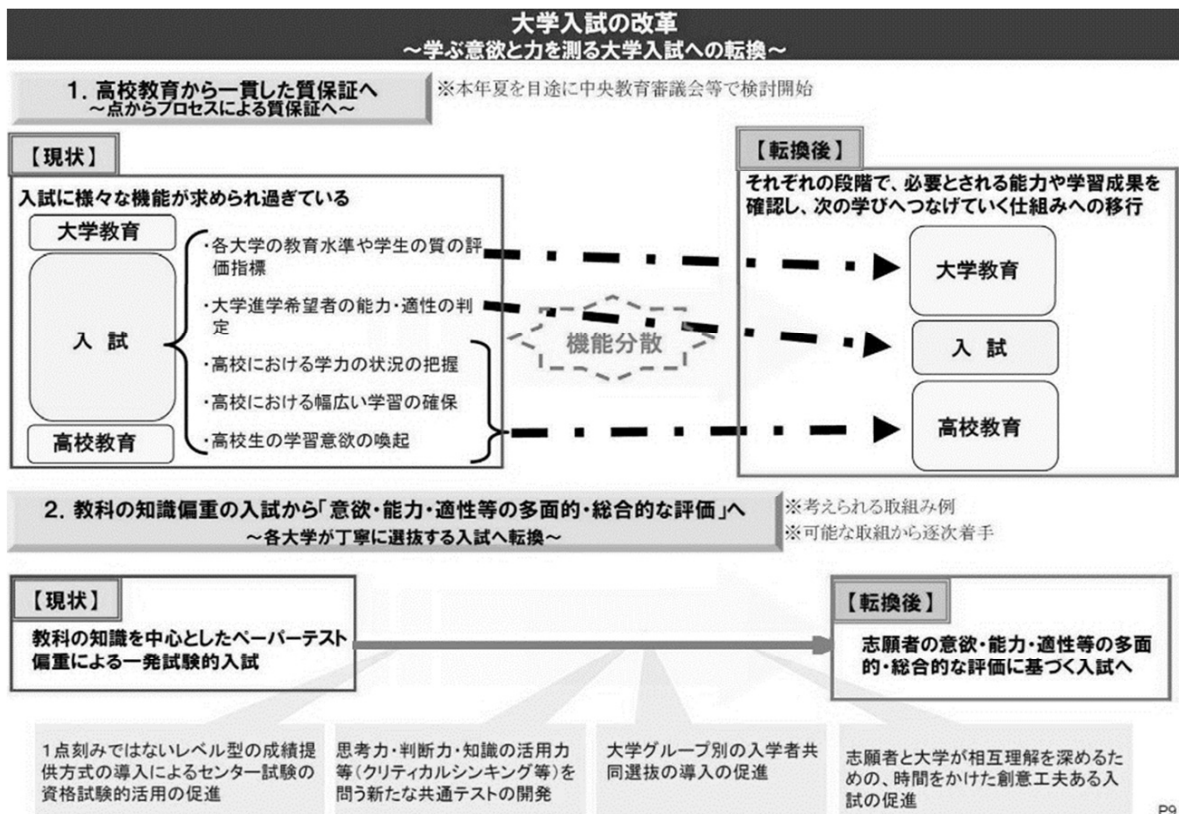 大学入試の改革
～学ぶ意欲と力を測る大学入試への転換～
1. 高校教育から一貫した質保証へ
～点からプロセスによる質保証へ～
※本年夏を目途に中央教育審議会等で検討開始
【現状】
入試に様々な機能が求められ過ぎている
大学教育
入 試
高校教育
・各大学の教育水準や学生の質の評
価指標
・大学進学希望者の能力・適性の判
定
・高校における学力の状況の把握
・高校における幅広い学習の確保
・高校生の学習意欲の喚起
機能分散
【転換後】
それぞれの段階で、必要とされる能力や学習成果を
確認し、次の学びへつなげていく仕組みへの移行
大学教育
入 試
高校教育
2. 教科の知識偏重の入試から「意欲・能力・適性等の多面的・総合的な評価」へ
～各大学が丁寧に選抜する入試へ転換～
※考えられる取組み例
※可能な取組から逐次着手
【現状】
教科の知識を中心としたペーパーテスト
偏重による一発試験的入試
【転換後】
志願者の意欲・能力・適性等の多面
的・総合的な評価に基づく入試へ
1点刻みではないレベル型の成績提
供方式の導入によるセンター試験の
資格試験的活用の促進
思考力・判断力・知識の活用力
等(クリティカルシンキング等)を
問う新たな共通テストの開発
大学グループ別の入学者共
同選抜の導入の促進
志願者と大学が相互理解を深めるた
めの、時間をかけた創意工夫ある入
試の促進
P9